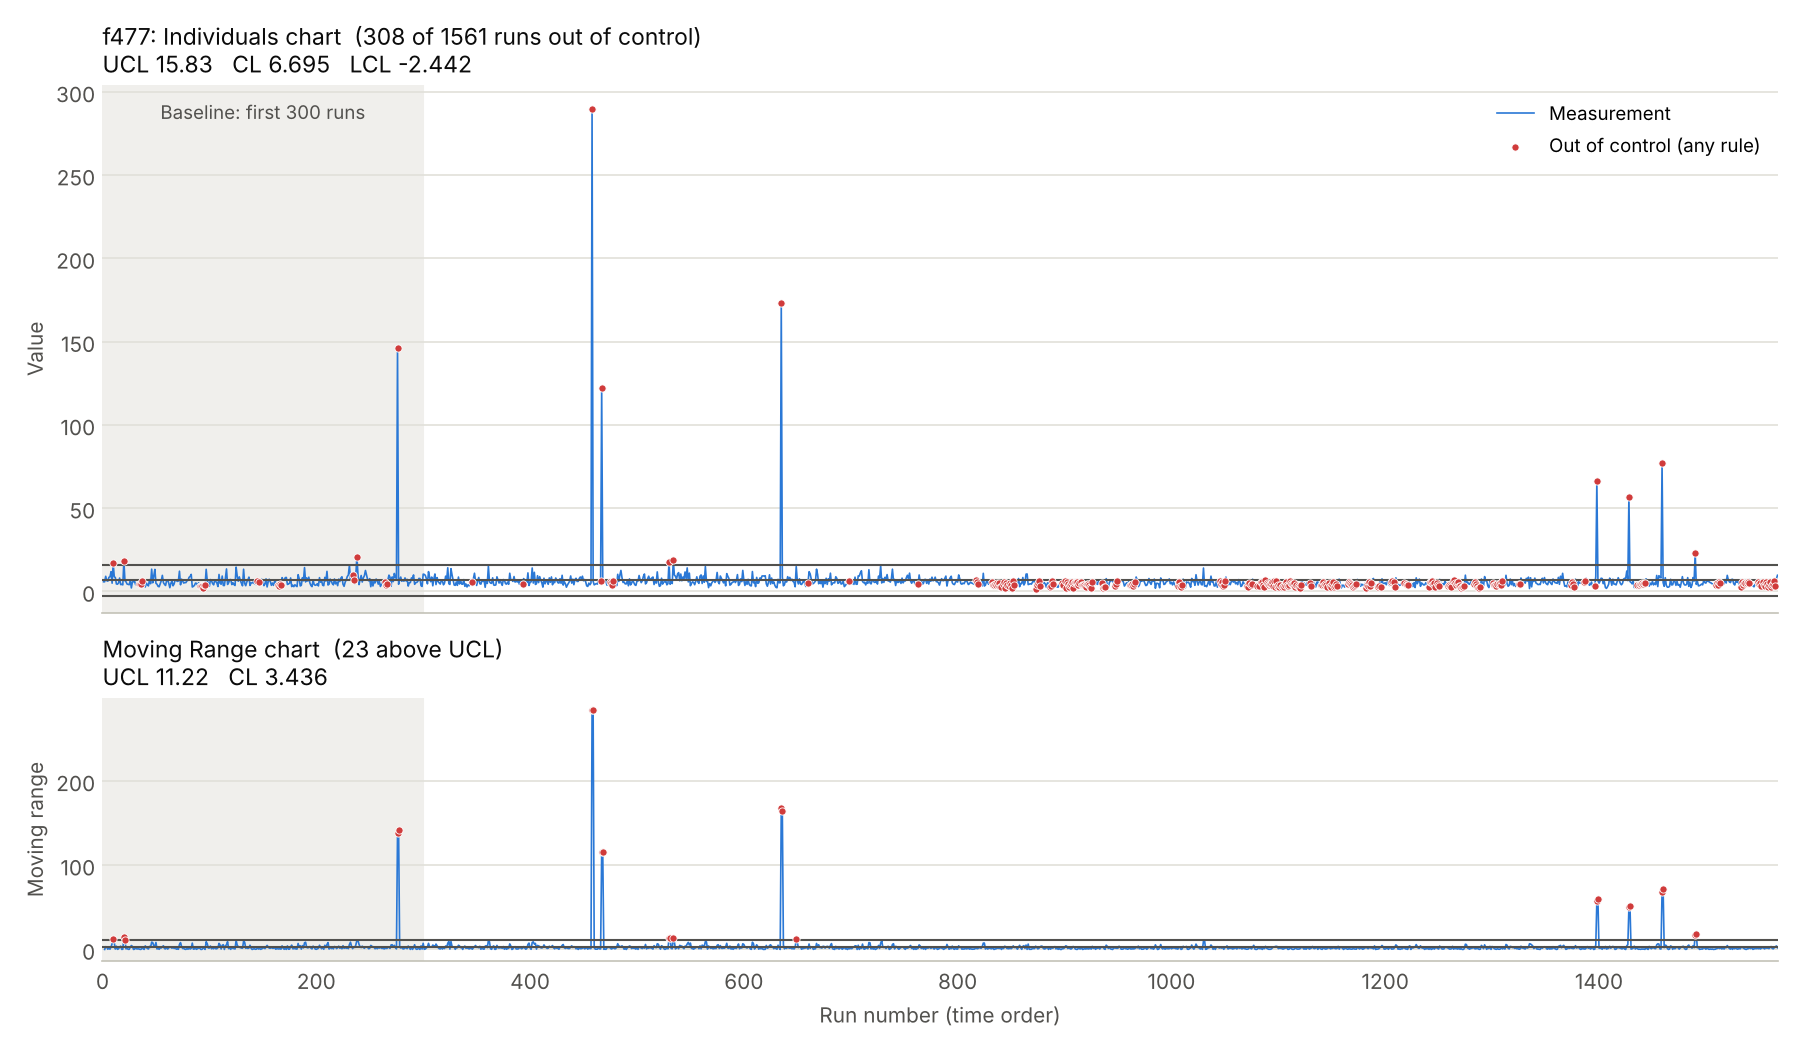 f477: Individuals chart  (308 of 1561 runs out of control)
UCL 15.83   CL 6.695   LCL -2.442
Baseline: first 300 runs
Measurement
Out of control (any rule)
300
250
200
150
100
50
0
Value
Moving Range chart  (23 above UCL)
UCL 11.22   CL 3.436
200
100
0
Moving range
0
200
400
600
800
1000
1200
1400
Run number (time order)